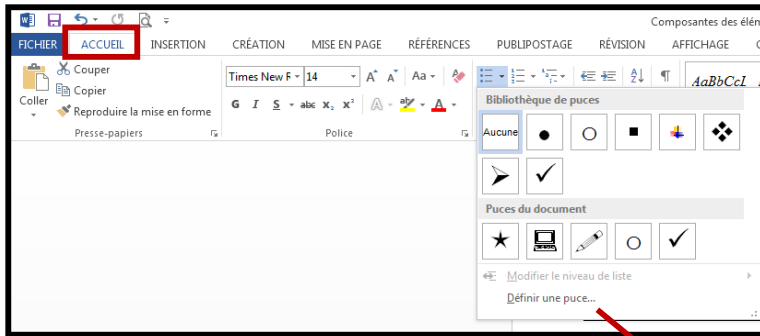 Composantes des élém
FICHIER ACCUEIL INSERTION CRÉATION MISE EN PAGE RÉFÉRENCES PUBLIPOSTAGE RÉVISION AFFICHAGE
Coller
Couper
Copier
Reproduire la mise en forme
Presse-papiers
Times New F 14 A A Aa
G I S abc X₂ X² A aby A
Police
AaBbCcI
Bibliothèque de puces
Aucune
Puces du document
Modifier le niveau de liste
Définir une puce...